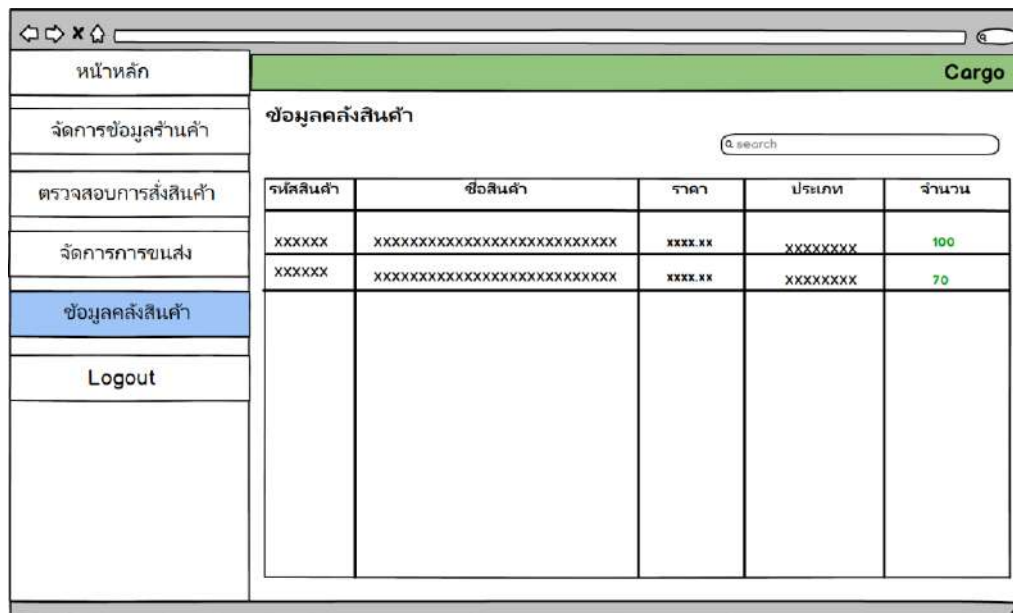 หน้าหลัก
Cargo
จัดการข้อมูลร้านค้า
ตรวจสอบการสั่งสินค้า
จัดการการขนส่ง
ข้อมูลคลังสินค้า
Logout
ข้อมูลคลังสินค้า
search
รหัสสินค้า ชื่อสินค้า ราคา ประเภท จำนวน
XXXXXX XXXXXXXXXXXXXXXXXXXXXXXXXXX XXXX.XX XXXXXXXX 100
XXXXXX XXXXXXXXXXXXXXXXXXXXXXXXXXX XXXX.XX XXXXXXXX 70